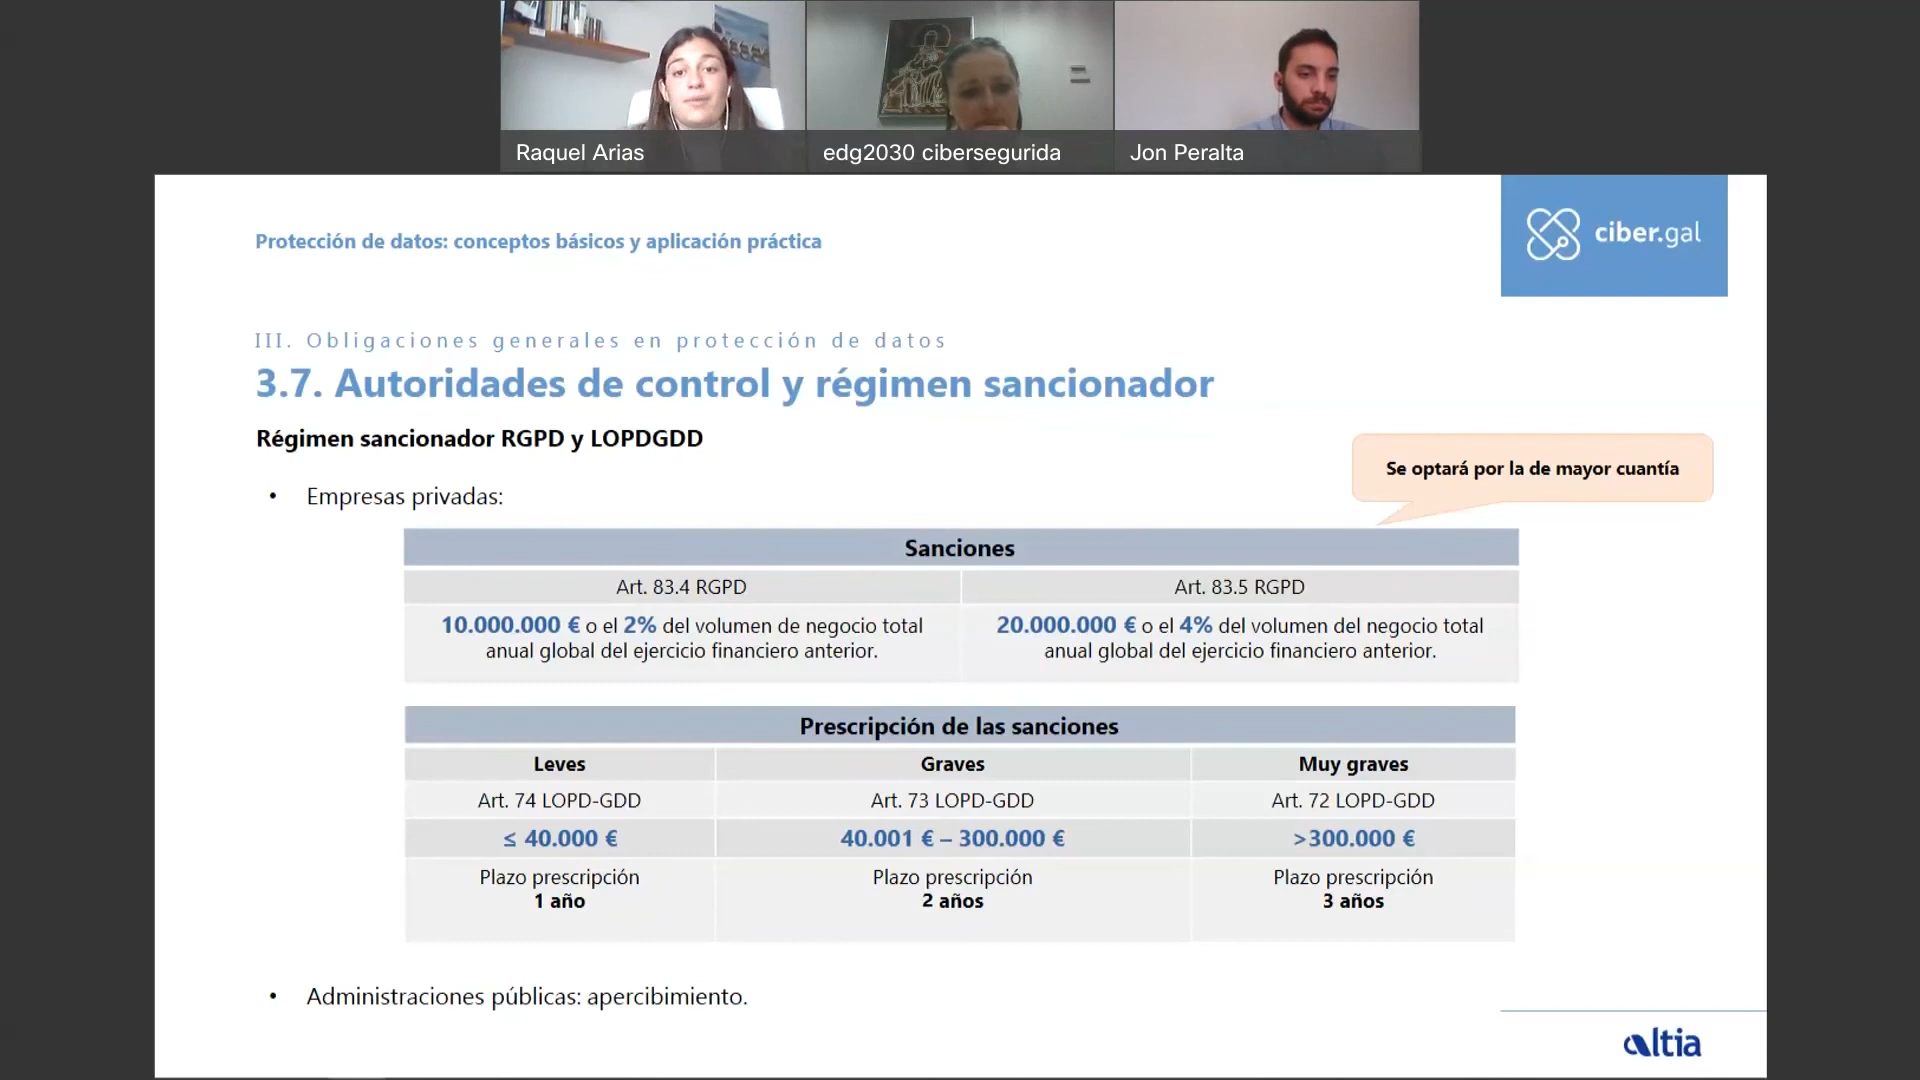 Raquel Arias
edg2030 cibersegurida
Jon Peralta
Protección de datos: conceptos básicos y aplicación práctica
ciber.gal
III. Obligaciones generales en protección de datos
3.7. Autoridades de control y régimen sancionador
Régimen sancionador RGPD y LOPDGDD
Se optará por la de mayor cuantía
• Empresas privadas:
Sanciones
Art. 83.4 RGPD
Art. 83.5 RGPD
10.000.000 € o el 2% del volumen de negocio total
anual global del ejercicio financiero anterior.
20.000.000 € o el 4% del volumen del negocio total
anual global del ejercicio financiero anterior.
Prescripción de las sanciones
Leves
Graves
Muy graves
Art. 74 LOPD-GDD
Art. 73 LOPD-GDD
Art. 72 LOPD-GDD
≤ 40.000 €
40.001 € – 300.000 €
>300.000 €
Plazo prescripción
1 año
Plazo prescripción
2 años
Plazo prescripción
3 años
• Administraciones públicas: apercibimiento.
altia